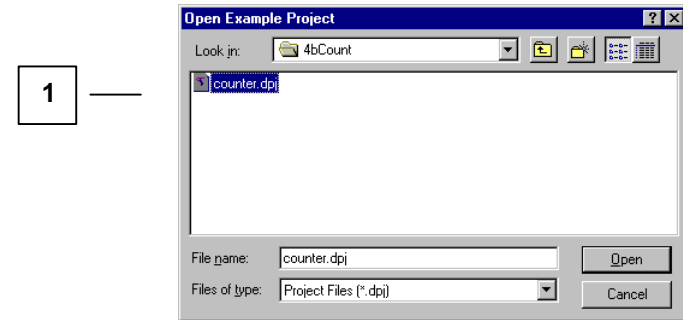 Open Example Project
Look in: 4bCount
1
counter.dpj
File name: counter.dpj Open
Files of type: Project Files (*.dpj) Cancel